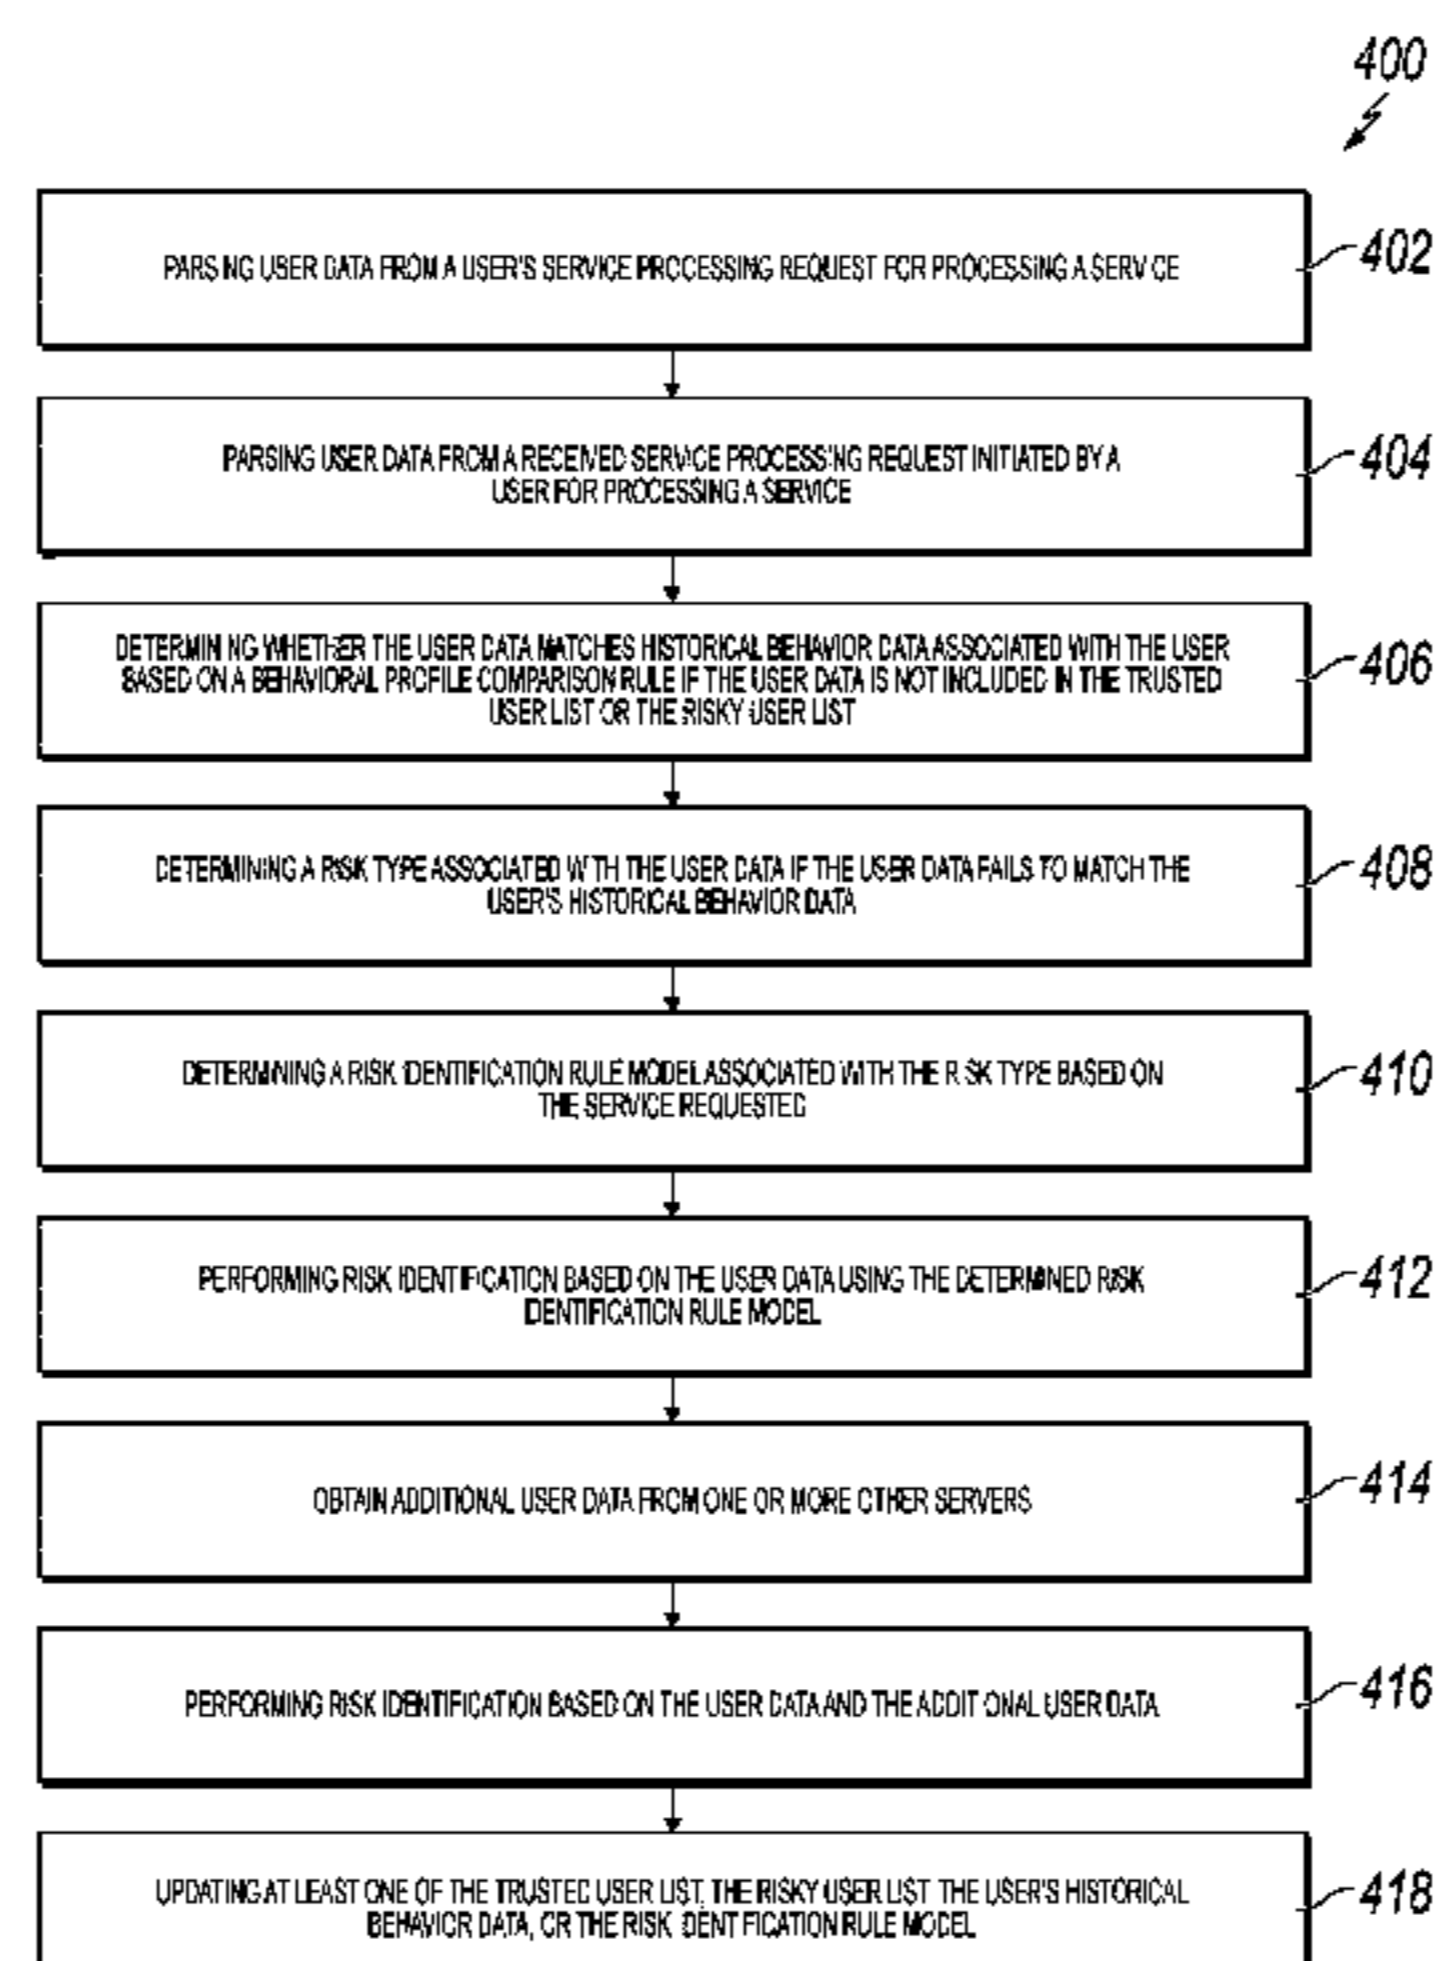 400
PARSING USER DATA FROM A USER'S SERVICE PROCESSING REQUEST FOR PROCESSING A SERVICE
402
PARSING USER DATA FROM A RECEIVED SERVICE PROCESSING REQUEST INITIATED BY A
USER FOR PROCESSING A SERVICE
404
DETERMINING WHETHER THE USER DATA MATCHES HISTORICAL BEHAVIOR DATA ASSOCIATED WITH THE USER
BASED ON A BEHAVIORAL PROFILE COMPARISON RULE IF THE USER DATA IS NOT INCLUDED IN THE TRUSTED
USER LIST OR THE RISKY USER LIST
406
DETERMINING A RISK TYPE ASSOCIATED WITH THE USER DATA IF THE USER DATA FAILS TO MATCH THE
USER'S HISTORICAL BEHAVIOR DATA
408
DETERMINING A RISK IDENTIFICATION RULE MODEL ASSOCIATED WITH THE RISK TYPE BASED ON
THE SERVICE REQUESTED
410
PERFORMING RISK IDENTIFICATION BASED ON THE USER DATA USING THE DETERMINED RISK
IDENTIFICATION RULE MODEL
412
OBTAIN ADDITIONAL USER DATA FROM ONE OR MORE OTHER SERVERS
414
PERFORMING RISK IDENTIFICATION BASED ON THE USER DATA AND THE ADDITIONAL USER DATA
416
UPDATING AT LEAST ONE OF THE TRUSTED USER LIST, THE RISKY USER LIST, THE USER'S HISTORICAL
BEHAVIOR DATA, OR THE RISK IDENTIFICATION RULE MODEL
418